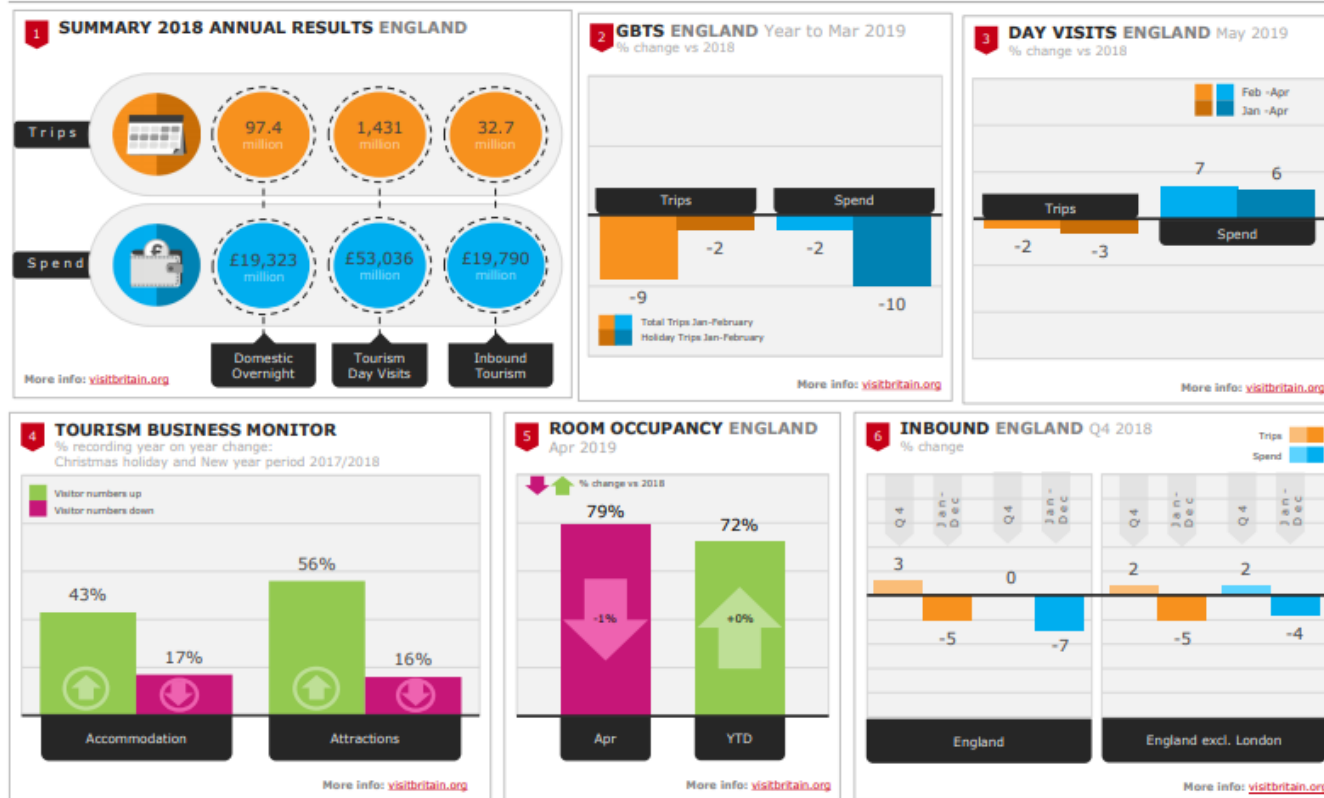 1
SUMMARY 2018 ANNUAL RESULTS ENGLAND
Trips
97.4
million
1,431
million
32.7
million
Spend
£
£19,323
million
£53,036
million
£19,790
million
Domestic
Overnight
Tourism
Day Visits
Inbound
Tourism
More info: visitbritain.org
2
GBTS ENGLAND Year to Mar 2019
% change vs 2018
Trips
Spend
-2
-2
-9
-10
Total Trips Jan-February
Holiday Trips Jan-February
More info: visitbritain.org
3
DAY VISITS ENGLAND May 2019
% change vs 2018
Feb -Apr
Jan -Apr
7
6
Trips
Spend
-2
-3
More info: visitbritain.org
4
TOURISM BUSINESS MONITOR
% recording year on year change:
Christmas holiday and New year period 2017/2018
Visitor numbers up
Visitor numbers down
43%
17%
56%
16%
Accommodation
Attractions
More info: visitbritain.org
5
ROOM OCCUPANCY ENGLAND
Apr 2019
% change vs 2018
79%
72%
-1%
+0%
Apr
YTD
More info: visitbritain.org
6
INBOUND ENGLAND Q4 2018
% change
Trips
Spend
Q4
Jan-
Dec
Q4
Jan-
Dec
Q4
Jan-
Dec
Q4
Jan-
Dec
3
-5
0
-7
2
-5
2
-4
England
England excl. London
More info: visitbritain.org